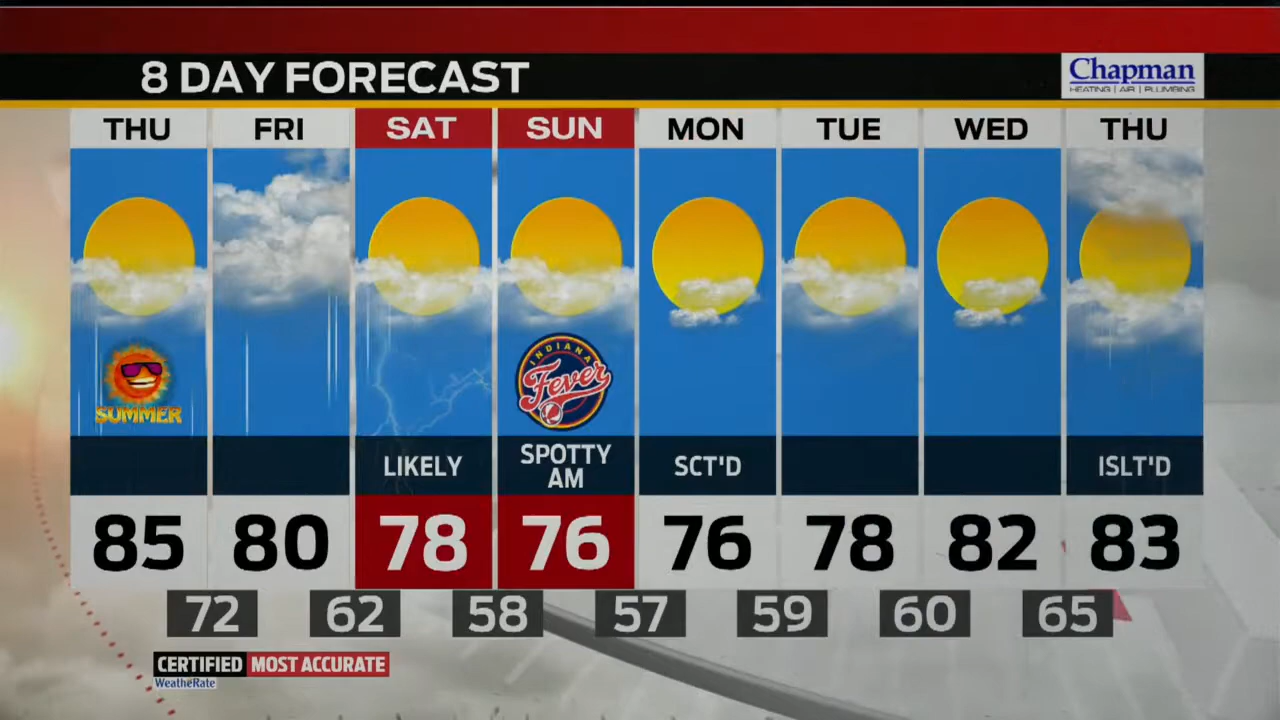 8 DAY FORECAST
Chapman
HEATING | AIR | PLUMBING
THU FRI SAT SUN MON TUE WED THU
SUMMER
INDIANA
Fever
LIKELY SPOTTY AM SCT'D ISLT'D
85 80 78 76 76 78 82 83
72 62 58 57 59 60 65
CERTIFIED MOST ACCURATE
WeatheRate